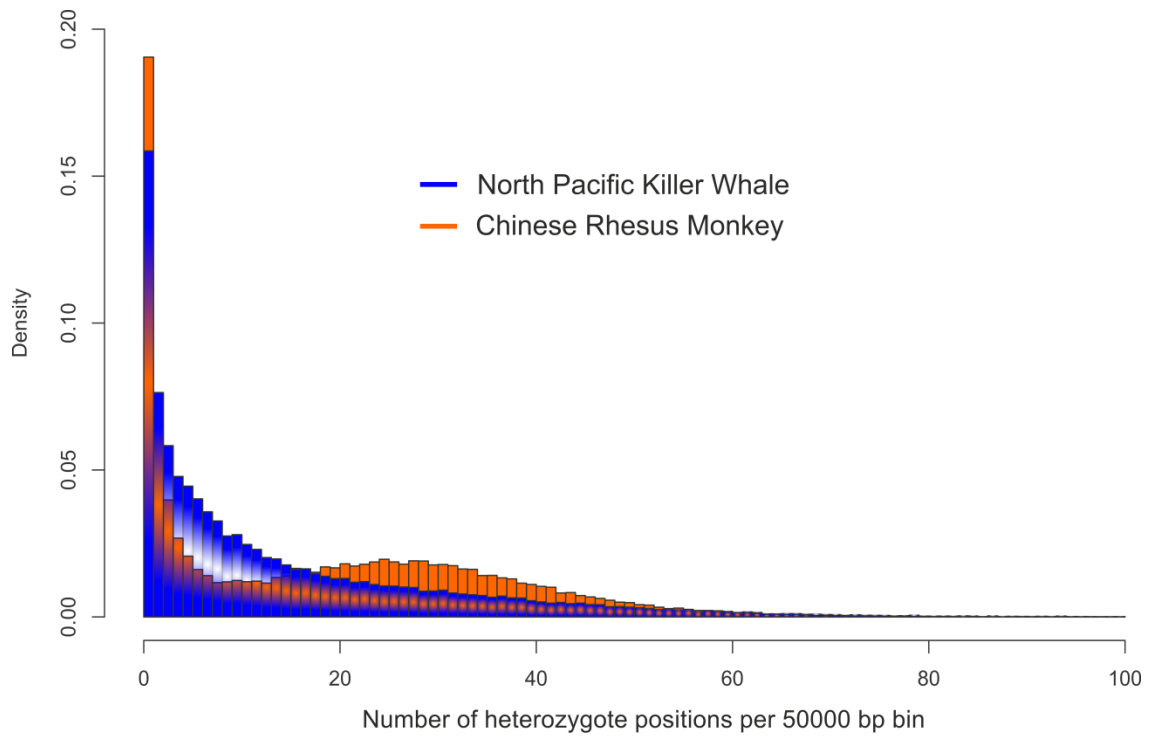 0.20
0.15
0.10
0.05
0.00
Density
North Pacific Killer Whale
Chinese Rhesus Monkey
0 20 40 60 80 100
Number of heterozygote positions per 50000 bp bin